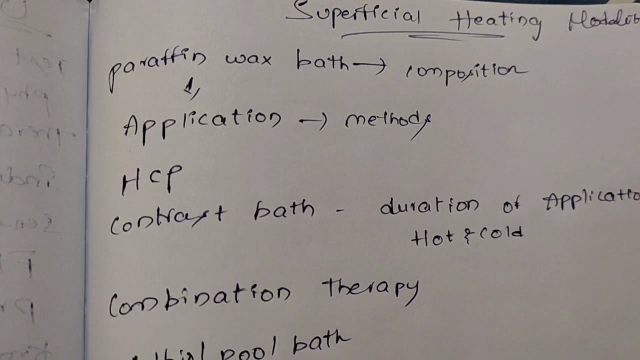 Superficial Heating
paraffin wax bath → composition
Application → methods
HCP
contrast bath - duration of Applicatio
Hot & cold
combination therapy
pool bath